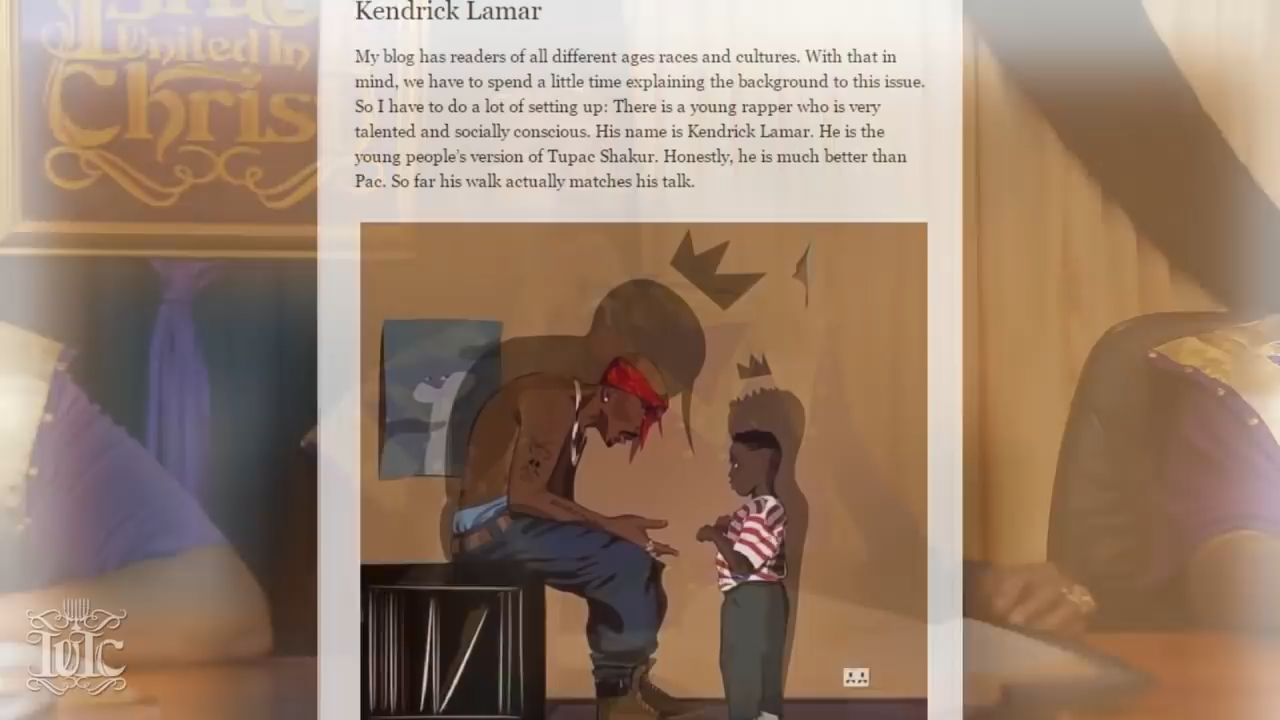 Kendrick Lamar
United In
Christ
My blog has readers of all different ages races and cultures. With that in
mind, we have to spend a little time explaining the background to this issue.
So I have to do a lot of setting up: There is a young rapper who is very
talented and socially conscious. His name is Kendrick Lamar. He is the
young people's version of Tupac Shakur. Honestly, he is much better than
Pac. So far his walk actually matches his talk.
IUIC